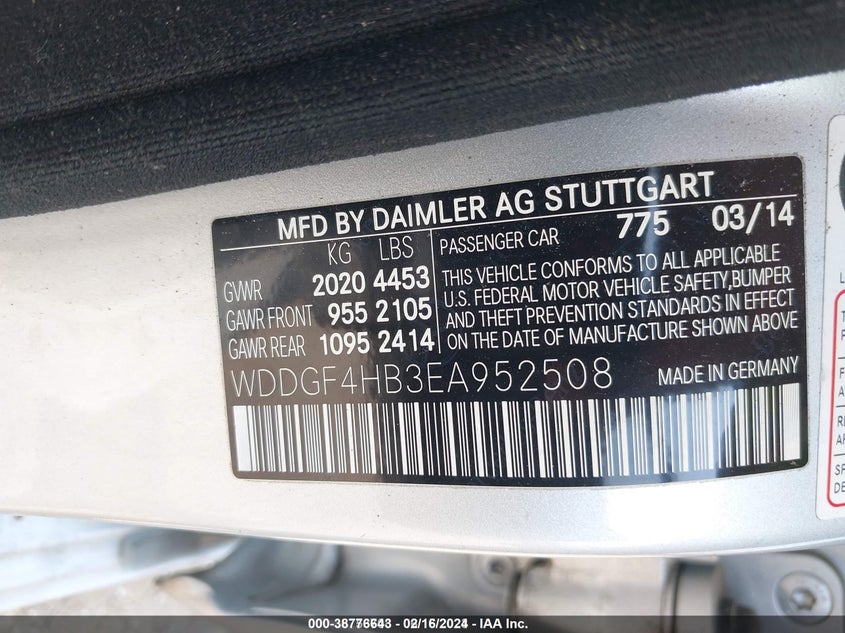 MFD BY DAIMLER AG STUTTGART
KG LBS
GVWR 2020 4453
GAWR FRONT 955 2105
GAWR REAR 1095 2414
PASSENGER CAR 775 03/14
THIS VEHICLE CONFORMS TO ALL APPLICABLE
U.S. FEDERAL MOTOR VEHICLE SAFETY,BUMPER
AND THEFT PREVENTION STANDARDS IN EFFECT
ON THE DATE OF MANUFACTURE SHOWN ABOVE
WDDGF4HB3EA952508 MADE IN GERMANY
000-38776643 - 02/16/2024 - IAA Inc.